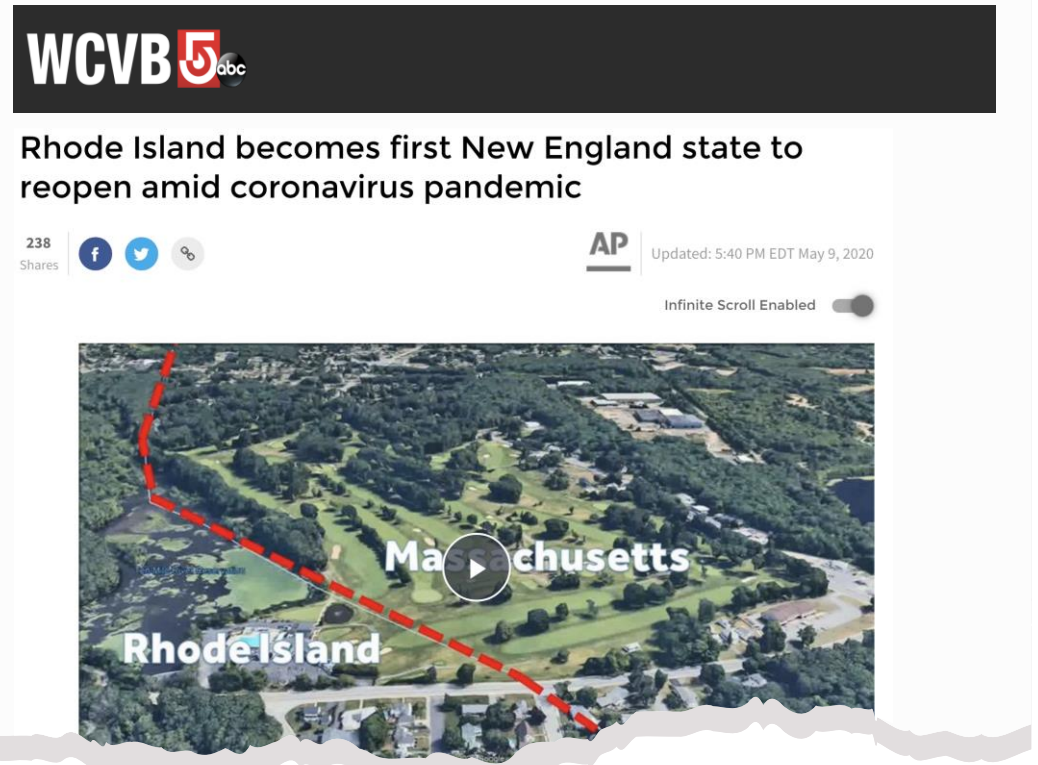 WCVB 5 abc
Rhode Island becomes first New England state to
reopen amid coronavirus pandemic
238
Shares
AP
Updated: 5:40 PM EDT May 9, 2020
Infinite Scroll Enabled
Massachusetts
Rhode Island